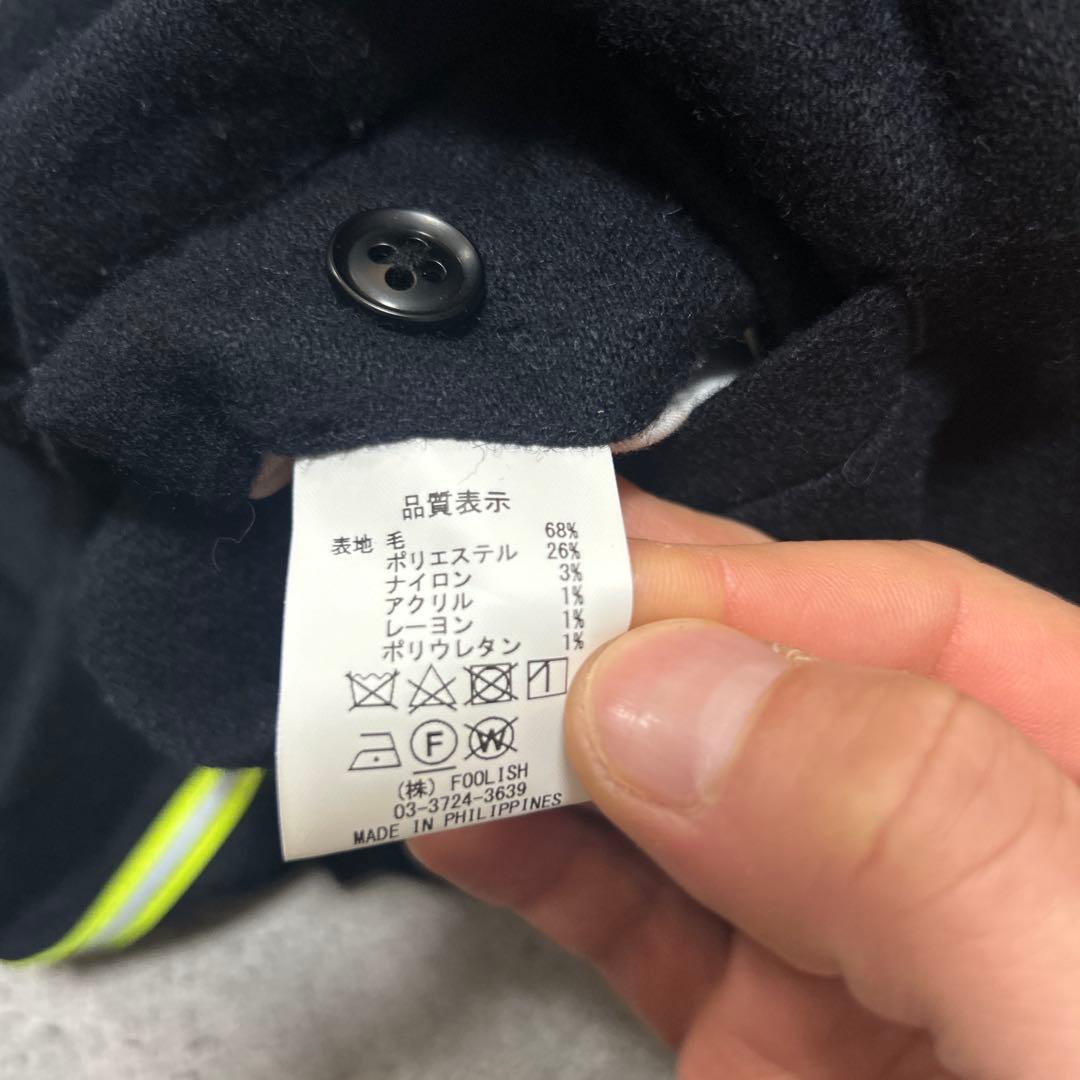 品質表示
表地 毛 68%
ポリエステル 26%
ナイロン 3%
アクリル 1%
レーヨン 1%
ポリウレタン 1%
F W
(株) FOOLISH
03-3724-3639
MADE IN PHILIPPINES